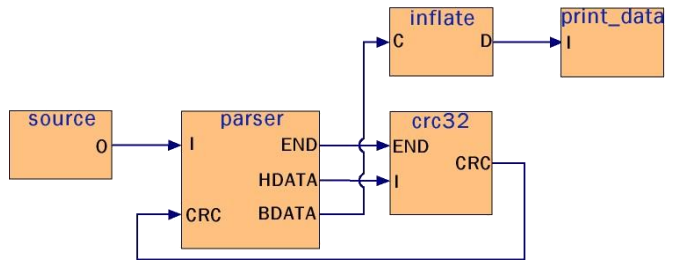 inflate
print_data
C
D
I
source
parser
crc32
O
I
END
END
HDATA
CRC
I
CRC
BDATA